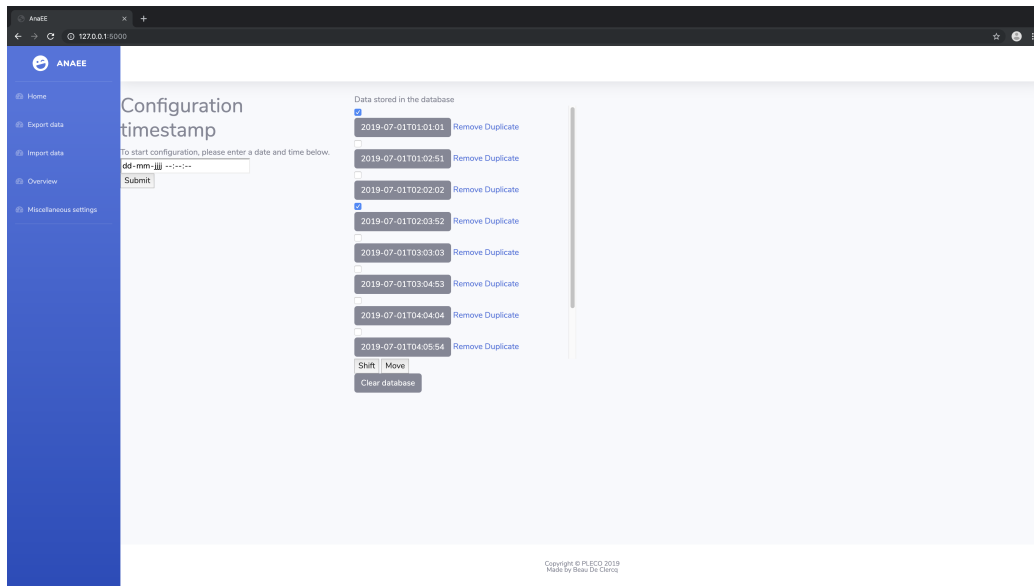 AnaEE
127.0.0.1:5000
ANAEE
Home
Export data
Import data
Overview
Miscellaneous settings
Configuration
timestamp
To start configuration, please enter a date and time below.
dd-mm-jjjj --:--:--
Submit
Data stored in the database
2019-07-01T01:01:01 Remove Duplicate
2019-07-01T01:02:51 Remove Duplicate
2019-07-01T02:02:02 Remove Duplicate
2019-07-01T02:03:52 Remove Duplicate
2019-07-01T03:03:03 Remove Duplicate
2019-07-01T03:04:53 Remove Duplicate
2019-07-01T04:04:04 Remove Duplicate
2019-07-01T04:05:54 Remove Duplicate
Shift Move
Clear database
Copyright © PLECO 2019
Made by Beau De Clercq